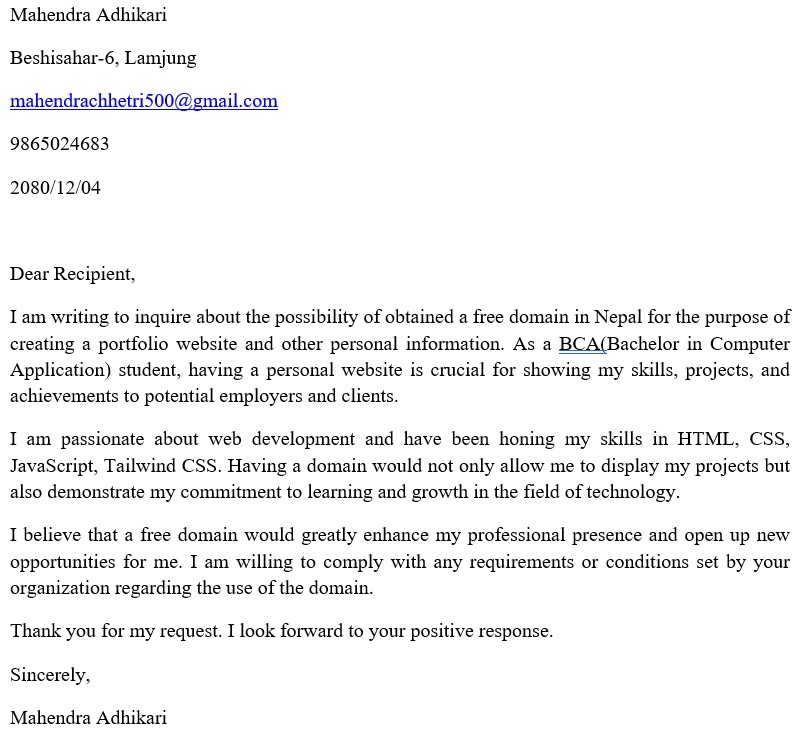 Mahendra Adhikari
Beshisahar-6, Lamjung
mahendrachhetri500@gmail.com
9865024683
2080/12/04
Dear Recipient,
I am writing to inquire about the possibility of obtained a free domain in Nepal for the purpose of
creating a portfolio website and other personal information. As a BCA(Bachelor in Computer
Application) student, having a personal website is crucial for showing my skills, projects, and
achievements to potential employers and clients.
I am passionate about web development and have been honing my skills in HTML, CSS,
JavaScript, Tailwind CSS. Having a domain would not only allow me to display my projects but
also demonstrate my commitment to learning and growth in the field of technology.
I believe that a free domain would greatly enhance my professional presence and open up new
opportunities for me. I am willing to comply with any requirements or conditions set by your
organization regarding the use of the domain.
Thank you for my request. I look forward to your positive response.
Sincerely,
Mahendra Adhikari